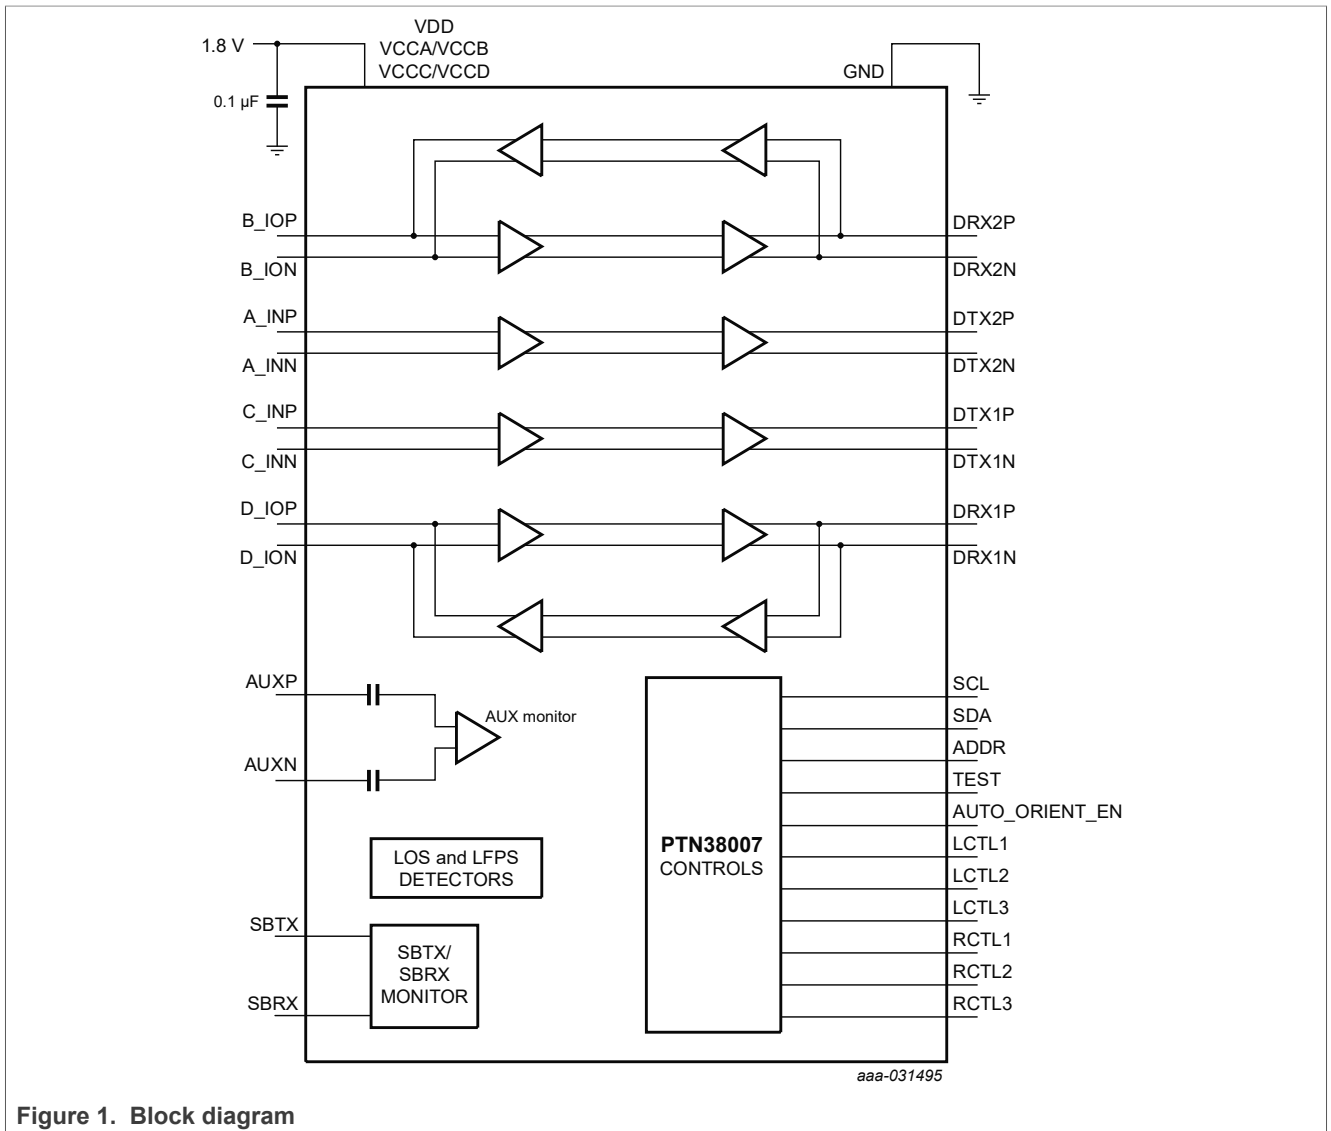 VDD
1.8 V
VCCA/VCCB
VCCC/VCCD
GND
0.1 µF
B_IOP
DRX2P
B_ION
DRX2N
A_INP
DTX2P
A_INN
DTX2N
C_INP
DTX1P
C_INN
DTX1N
D_IOP
DRX1P
D_ION
DRX1N
AUXP
AUX monitor
AUXN
LOS and LFPS
DETECTORS
SBTX
SBTX/
SBRX
MONITOR
SBRX
PTN38007
CONTROLS
SCL
SDA
ADDR
TEST
AUTO_ORIENT_EN
LCTL1
LCTL2
LCTL3
RCTL1
RCTL2
RCTL3
aaa-031495
Figure 1. Block diagram